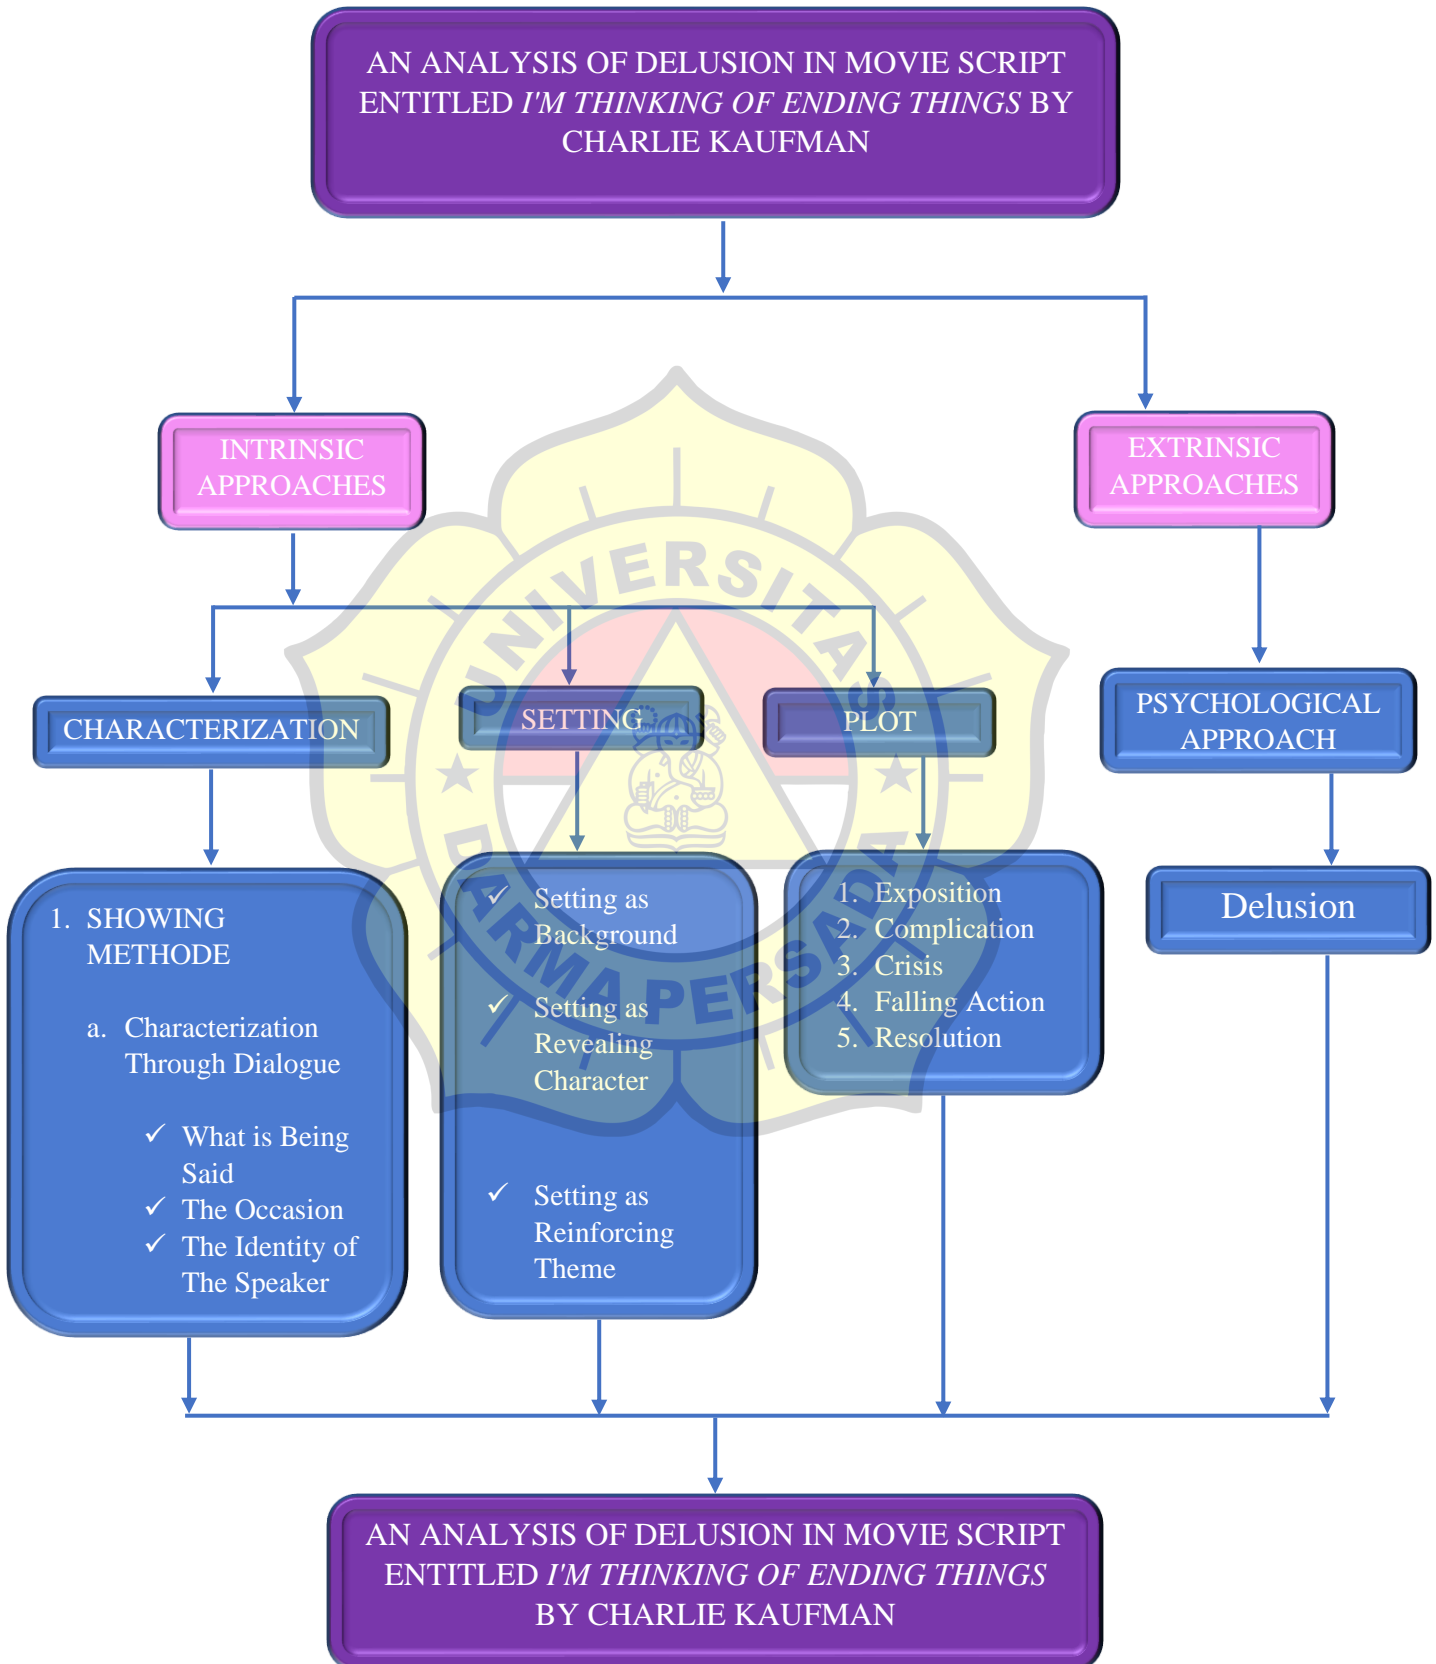 AN ANALYSIS OF DELUSION IN MOVIE SCRIPT
ENTITLED I'M THINKING OF ENDING THINGS BY
CHARLIE KAUFMAN
INTRINSIC
APPROACHES
EXTRINSIC
APPROACHES
UNIVERSITAS
DARMA PERSADA
CHARACTERIZATION
SETTING
PLOT
PSYCHOLOGICAL
APPROACH
1. SHOWING
METHODE
a. Characterization
Through Dialogue
✓ What is Being
Said
✓ The Occasion
✓ The Identity of
The Speaker
✓ Setting as
Background
✓ Setting as
Revealing
Character
✓ Setting as
Reinforcing
Theme
1. Exposition
2. Complication
3. Crisis
4. Falling Action
5. Resolution
Delusion
AN ANALYSIS OF DELUSION IN MOVIE SCRIPT
ENTITLED I'M THINKING OF ENDING THINGS
BY CHARLIE KAUFMAN